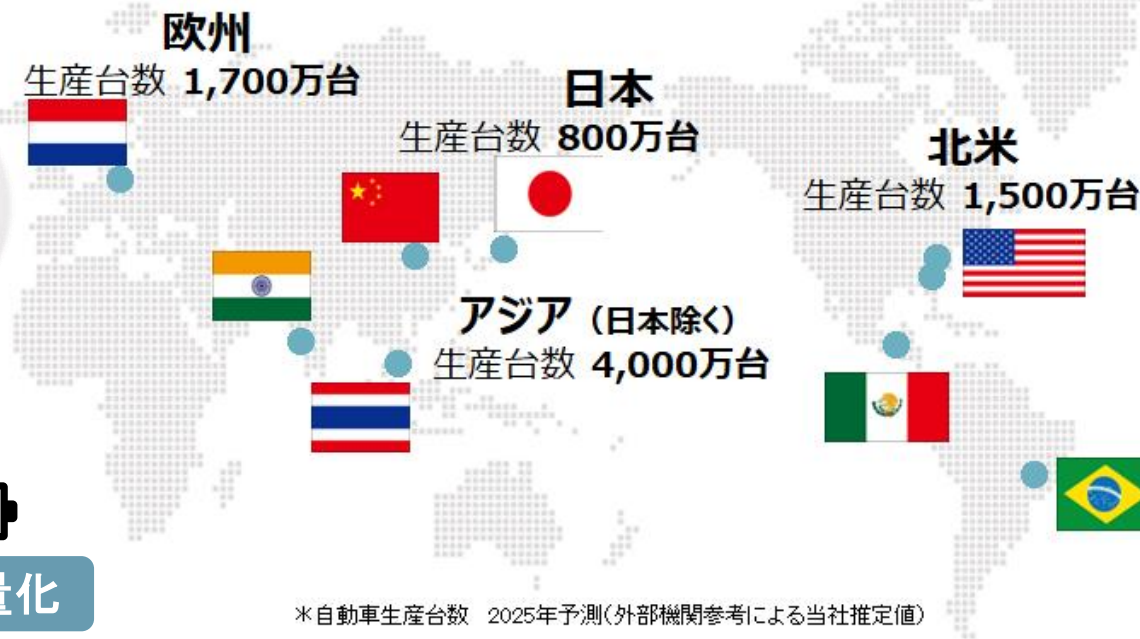 欧州
生産台数 1,700万台
日本
生産台数 800万台
北米
生産台数 1,500万台
アジア（日本除く）
生産台数 4,000万台
量化
＊自動車生産台数　2025年予測(外部機関参考による当社推定値)